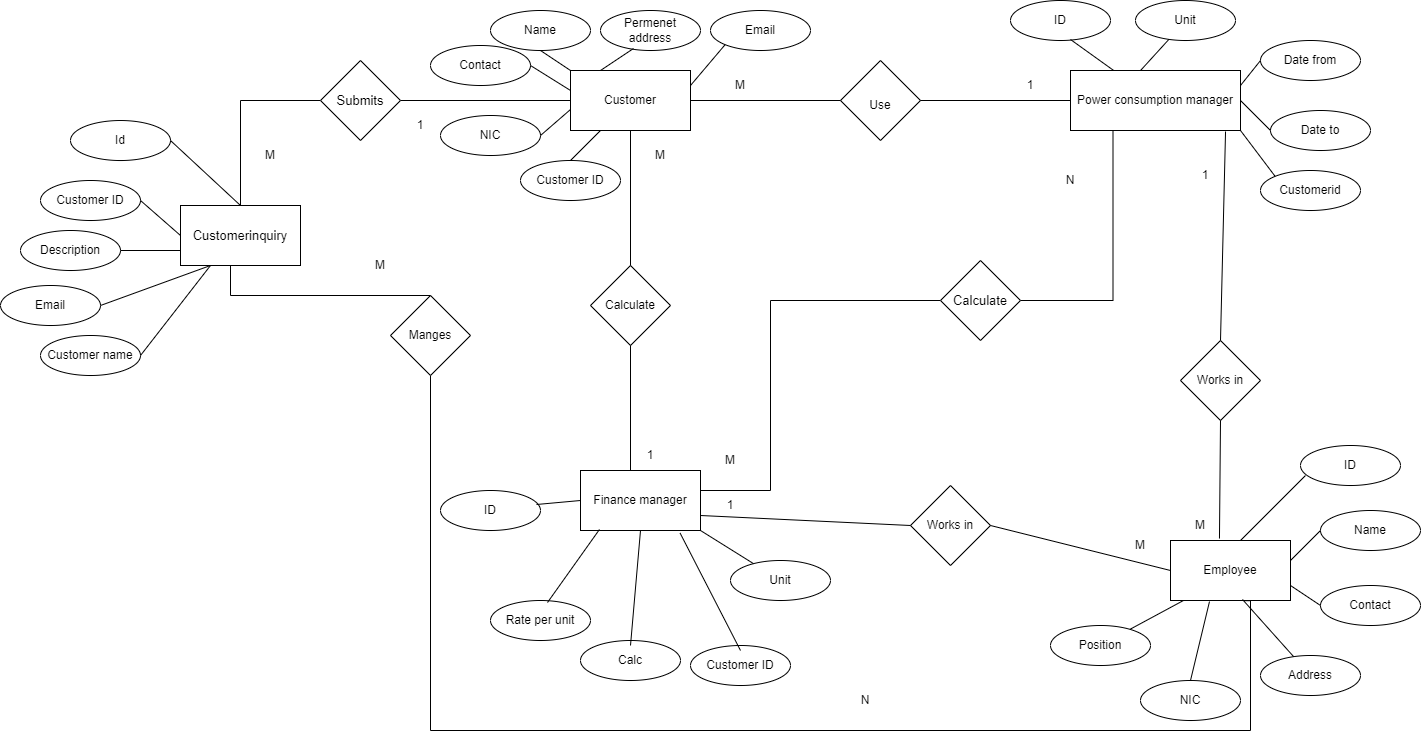 Name
Permenet
address
Email
ID
Unit
Contact
Submits
Customer
M
Use
1
Power consumption manager
Date from
Date to
Id
1
NIC
M
M
Customer ID
N
1
Customerid
Customer ID
Customerinquiry
Description
M
Email
Calculate
Calculate
Manges
Customer name
Works in
1
M
ID
ID
Finance manager
1
Works in
M
M
Name
Employee
Unit
Contact
Rate per unit
Position
Calc
Customer ID
Address
N
NIC